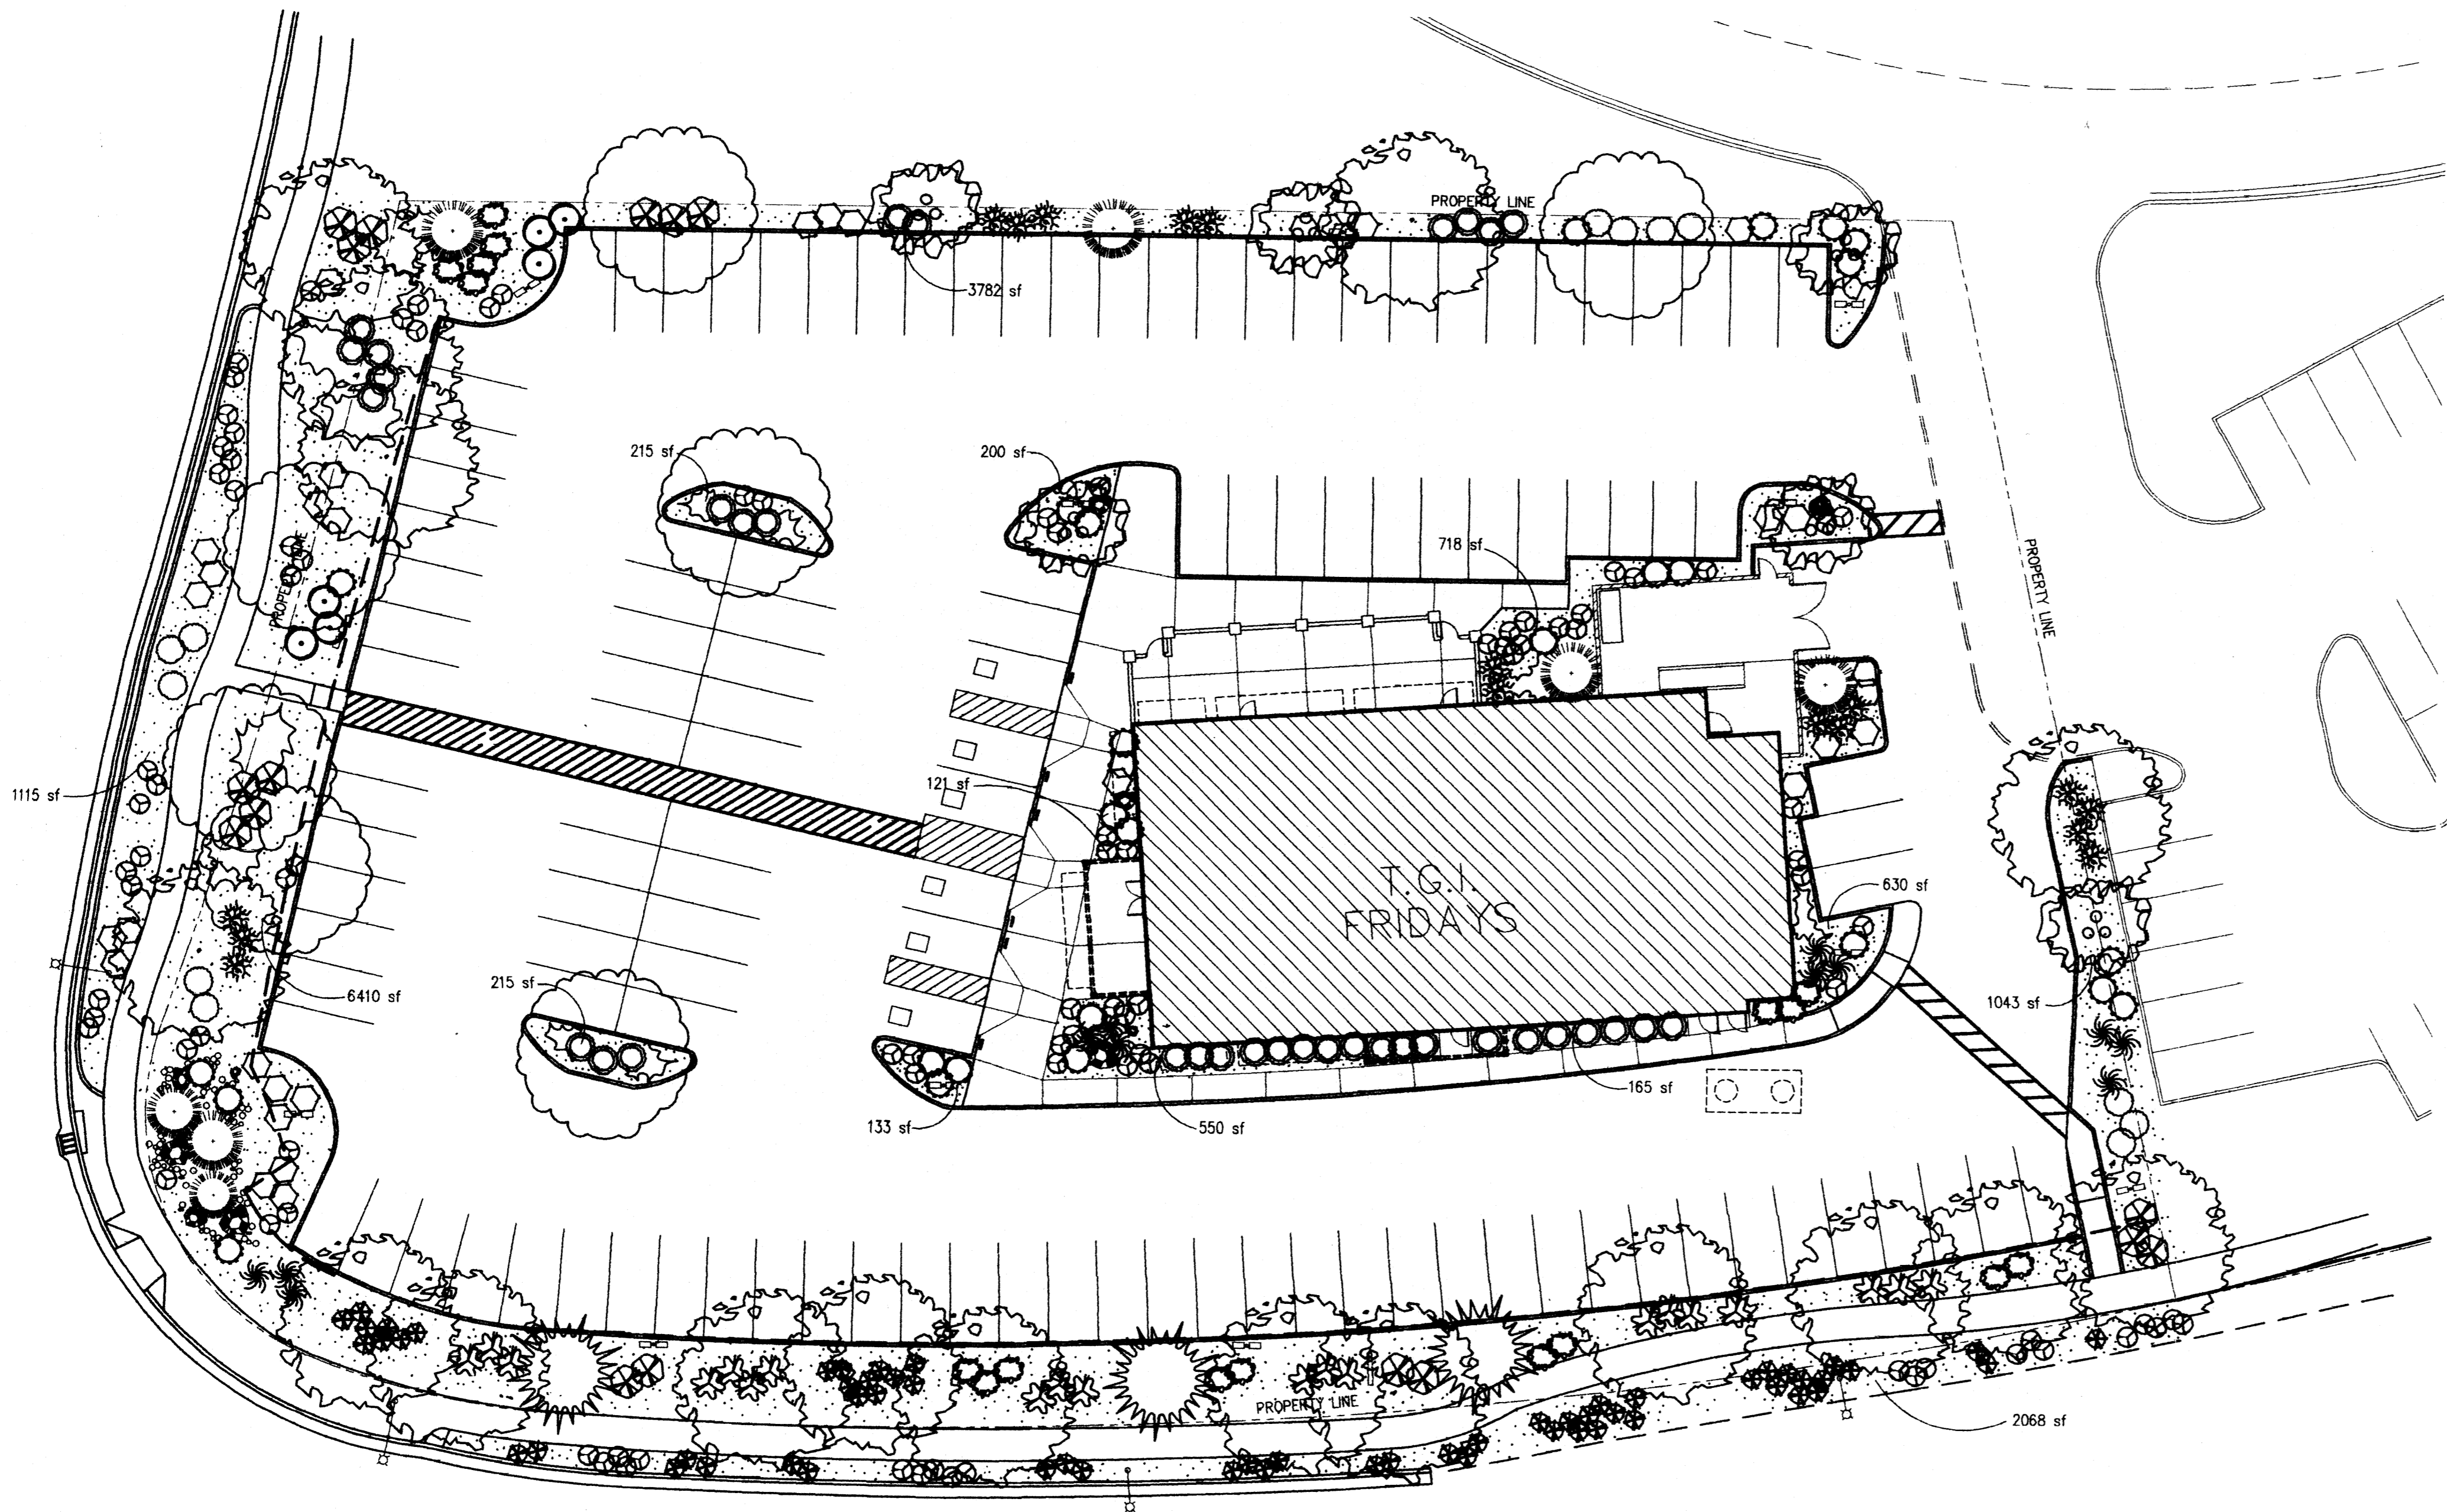 PROPERTY LINE
3782 sf
215 sf
200 sf
718 sf
PROPERTY LINE
PROPERTY LINE
1115 sf
121 sf
T.G.I.
FRIDAYS
630 sf
6410 sf
215 sf
1043 sf
165 sf
133 sf
550 sf
PROPERTY LINE
2068 sf